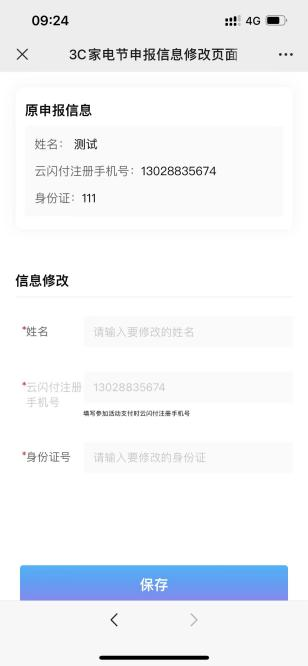 09:24
4G
3C家电节申报信息修改页面
原申报信息
姓名： 测试
云闪付注册手机号：13028835674
身份证：111
信息修改
*姓名 请输入要修改的姓名
*云闪付注册 13028835674
手机号
填写参加活动支付时云闪付注册手机号
*身份证号 请输入要修改的身份证
保存